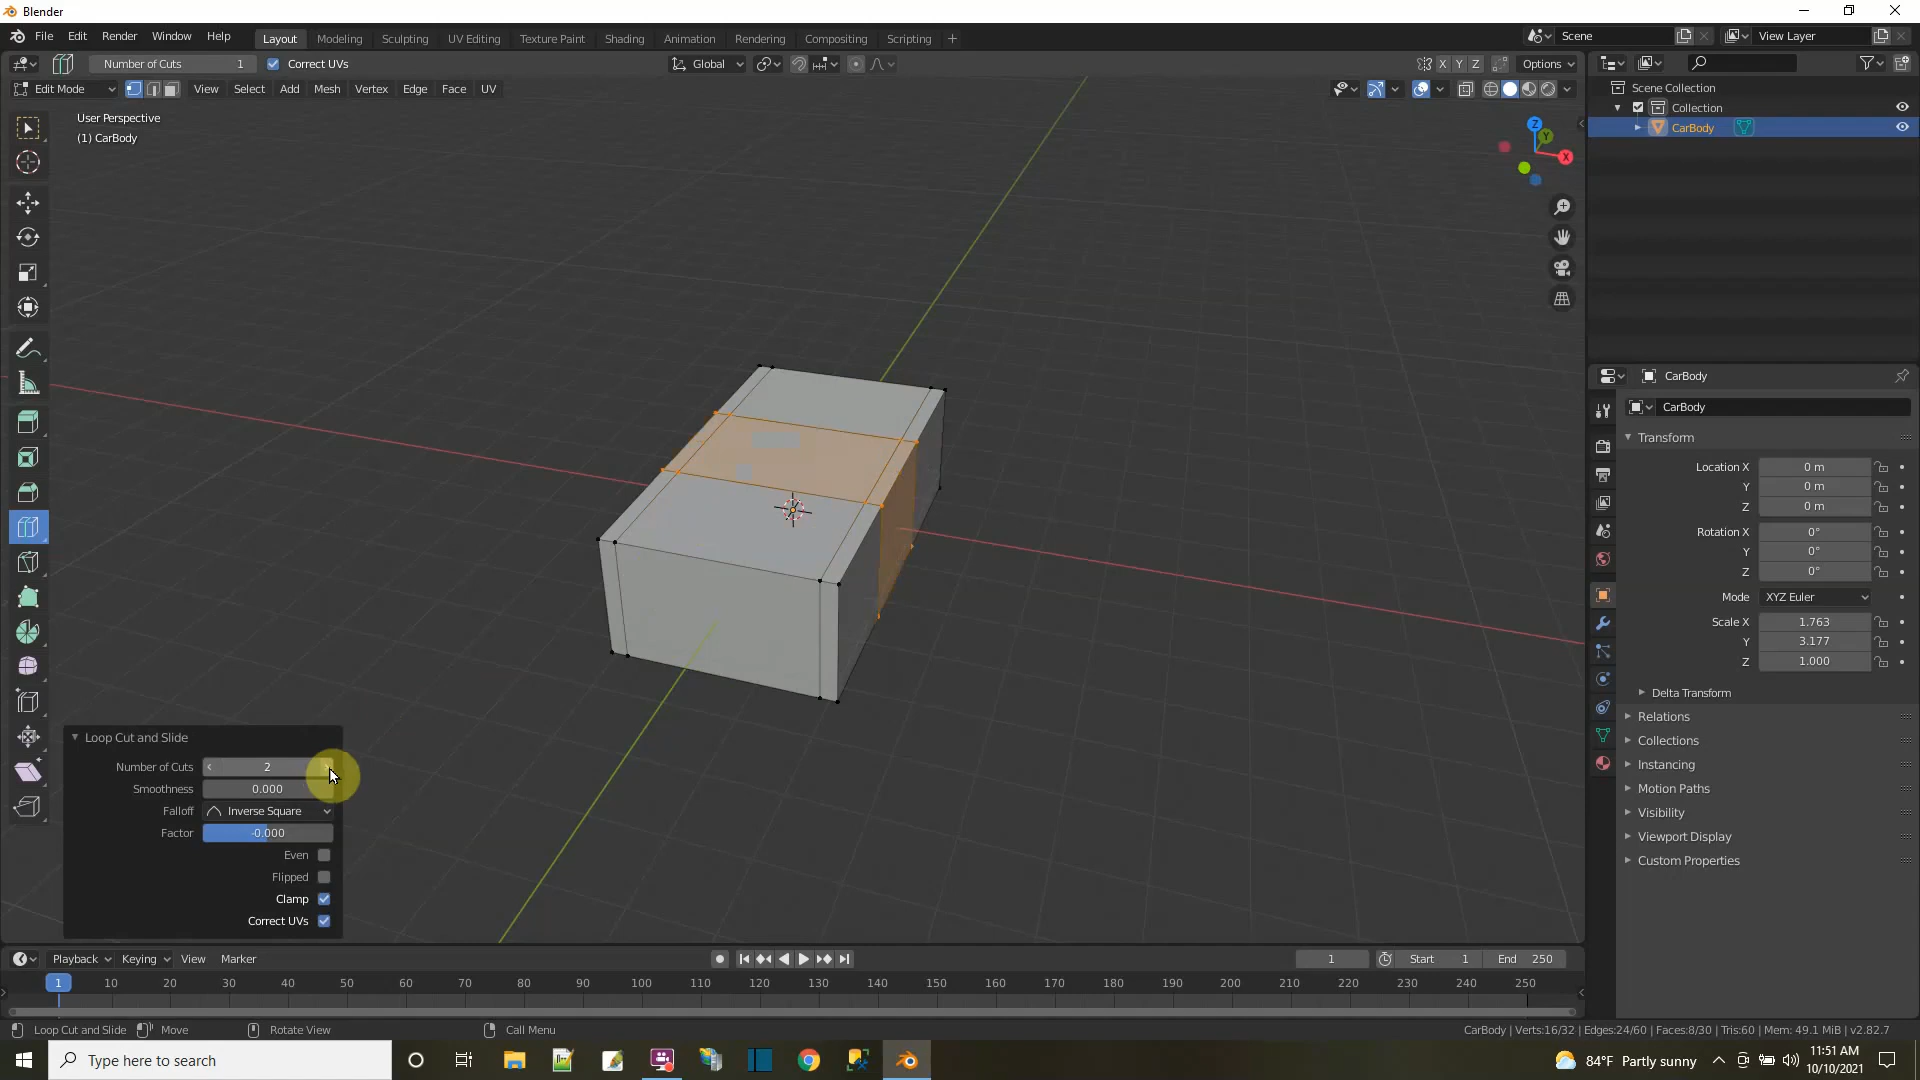 Blender
File Edit Render Window Help
Layout Modeling Sculpting UV Editing Texture Paint Shading Animation Rendering Compositing Scripting +
Scene
View Layer
Number of Cuts 1 Correct UVs
Global
X Y Z Options
Edit Mode View Select Add Mesh Vertex Edge Face UV
User Perspective
(1) CarBody
Z
Y
X
Scene Collection
Collection
CarBody
CarBody
CarBody
Transform
Location X 0 m
Y 0 m
Z 0 m
Rotation X 0°
Y 0°
Z 0°
Mode XYZ Euler
Scale X 1.763
Y 3.177
Z 1.000
Delta Transform
Relations
Collections
Instancing
Motion Paths
Visibility
Viewport Display
Custom Properties
Loop Cut and Slide
Number of Cuts 2
Smoothness 0.000
Falloff Inverse Square
Factor -0.000
Even
Flipped
Clamp
Correct UVs
Playback Keying View Marker
1 Start 1 End 250
1 10 20 30 40 50 60 70 80 90 100 110 120 130 140 150 160 170 180 190 200 210 220 230 240 250
Loop Cut and Slide Move Rotate View Call Menu
CarBody | Verts:16/32 | Edges:24/60 | Faces:8/30 | Tris:60 | Mem: 49.1 MiB | v2.82.7
Type here to search
84°F Partly sunny
11:51 AM
10/10/2021